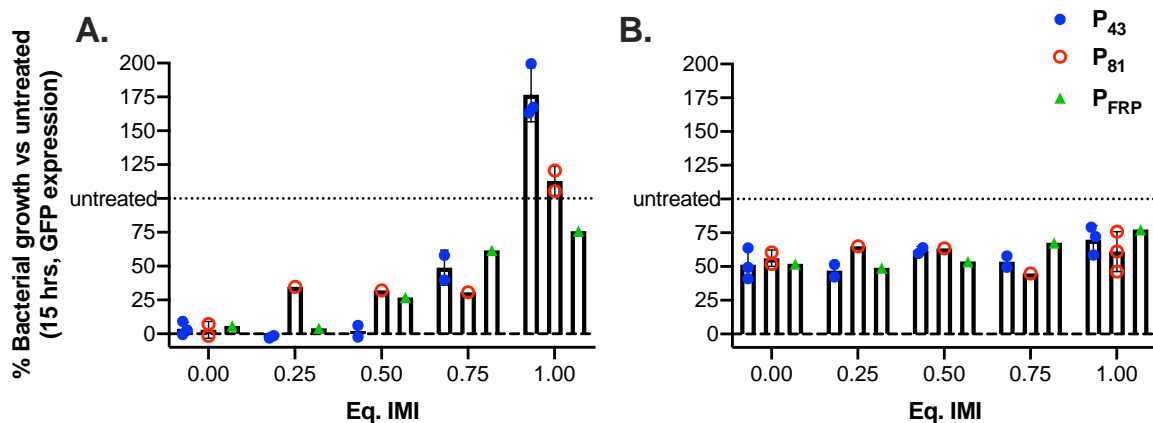 A.
B.
P43
P81
PFRP
% Bacterial growth vs untreated
(15 hrs, GFP expression)
200
175
150
125
untreated
75
50
25
0
0.00 0.25 0.50 0.75 1.00
Eq. IMI
200
175
150
125
untreated
75
50
25
0
0.00 0.25 0.50 0.75 1.00
Eq. IMI